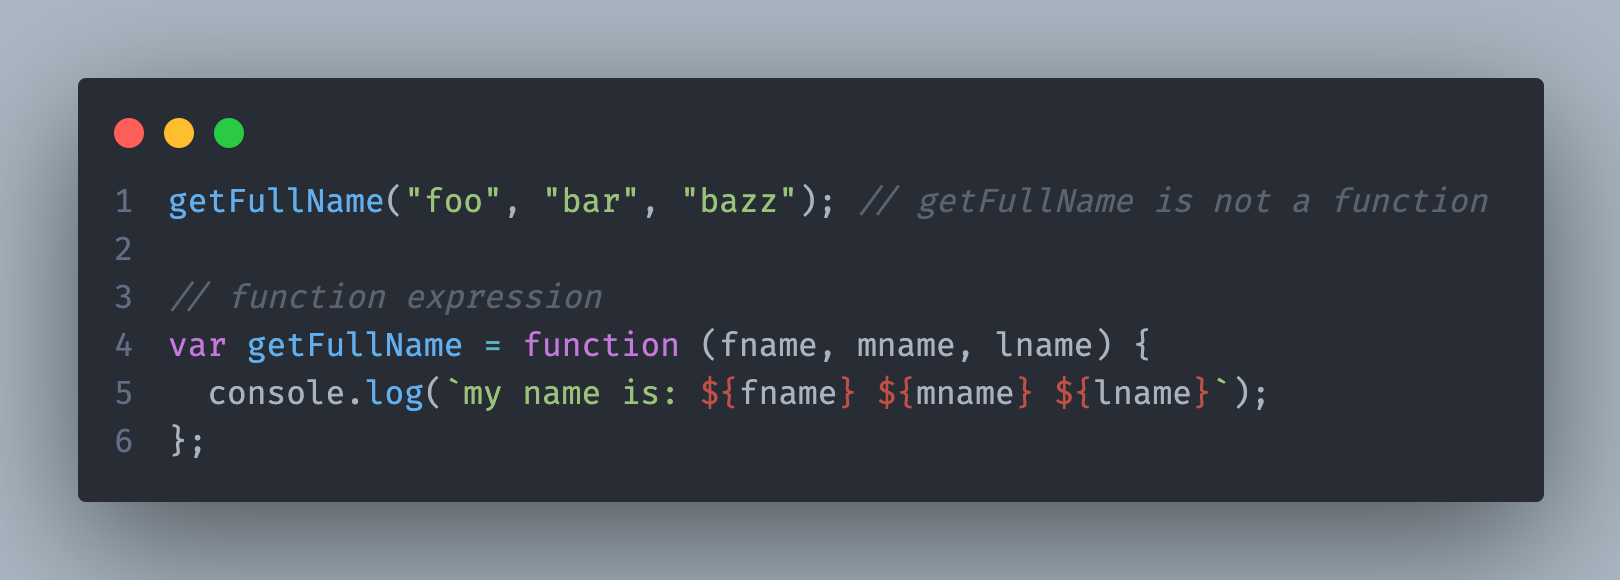 1 getFullName("foo", "bar", "bazz"); // getFullName is not a function
2
3 // function expression
4 var getFullName = function (fname, mname, lname) {
5   console.log(`my name is: ${fname} ${mname} ${lname}`);
6 };